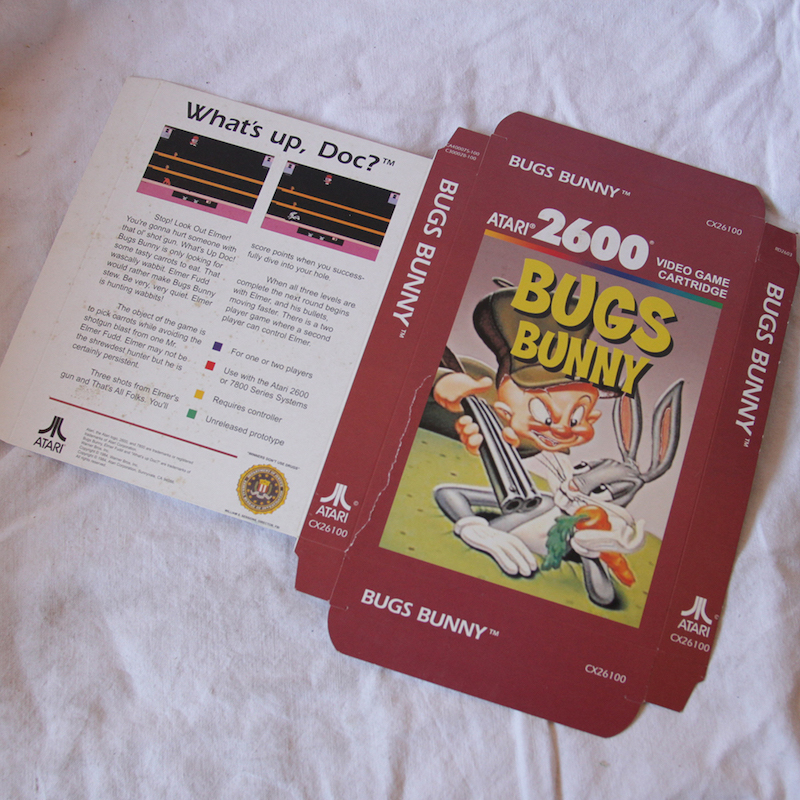 What's up, Doc?™
Stop! Look Out Elmer!
You're gonna hurt someone with
that ol' shot gun. What's Up Doc!
Bugs Bunny is only looking for
some tasty carrots to eat. That
wascally wabbit. Elmer Fudd
would rather make Bugs Bunny
stew. Be very, very quiet. Elmer
is hunting wabbits!
The object of the game is
to pick carrots while avoiding the
shotgun blast from one Mr.
Elmer Fudd. Elmer may not be
the shrewdest hunter but he is
certainly persistent.
Three shots from Elmer's
gun and That's All Folks. You'll
score points when you success-
fully dive into your hole.
When all three levels are
complete the next round begins
with Elmer, and his bullets,
moving faster. There is a two
player game where a second
player can control Elmer.
For one or two players
Use with the Atari 2600
or 7800 Series Systems
Requires controller
Unreleased prototype
ATARI®
"WINNERS DON'T USE DRUGS"
WILLIAM S. SESSIONS, DIRECTOR, FBI
BUGS BUNNY™
ATARI
CX26100
BUGS BUNNY™
CX26100
ATARI® 2600®
VIDEO GAME
CARTRIDGE
BUGS
BUNNY
BUGS BUNNY™
CX26100
BUGS BUNNY™
ATARI®
CX26100